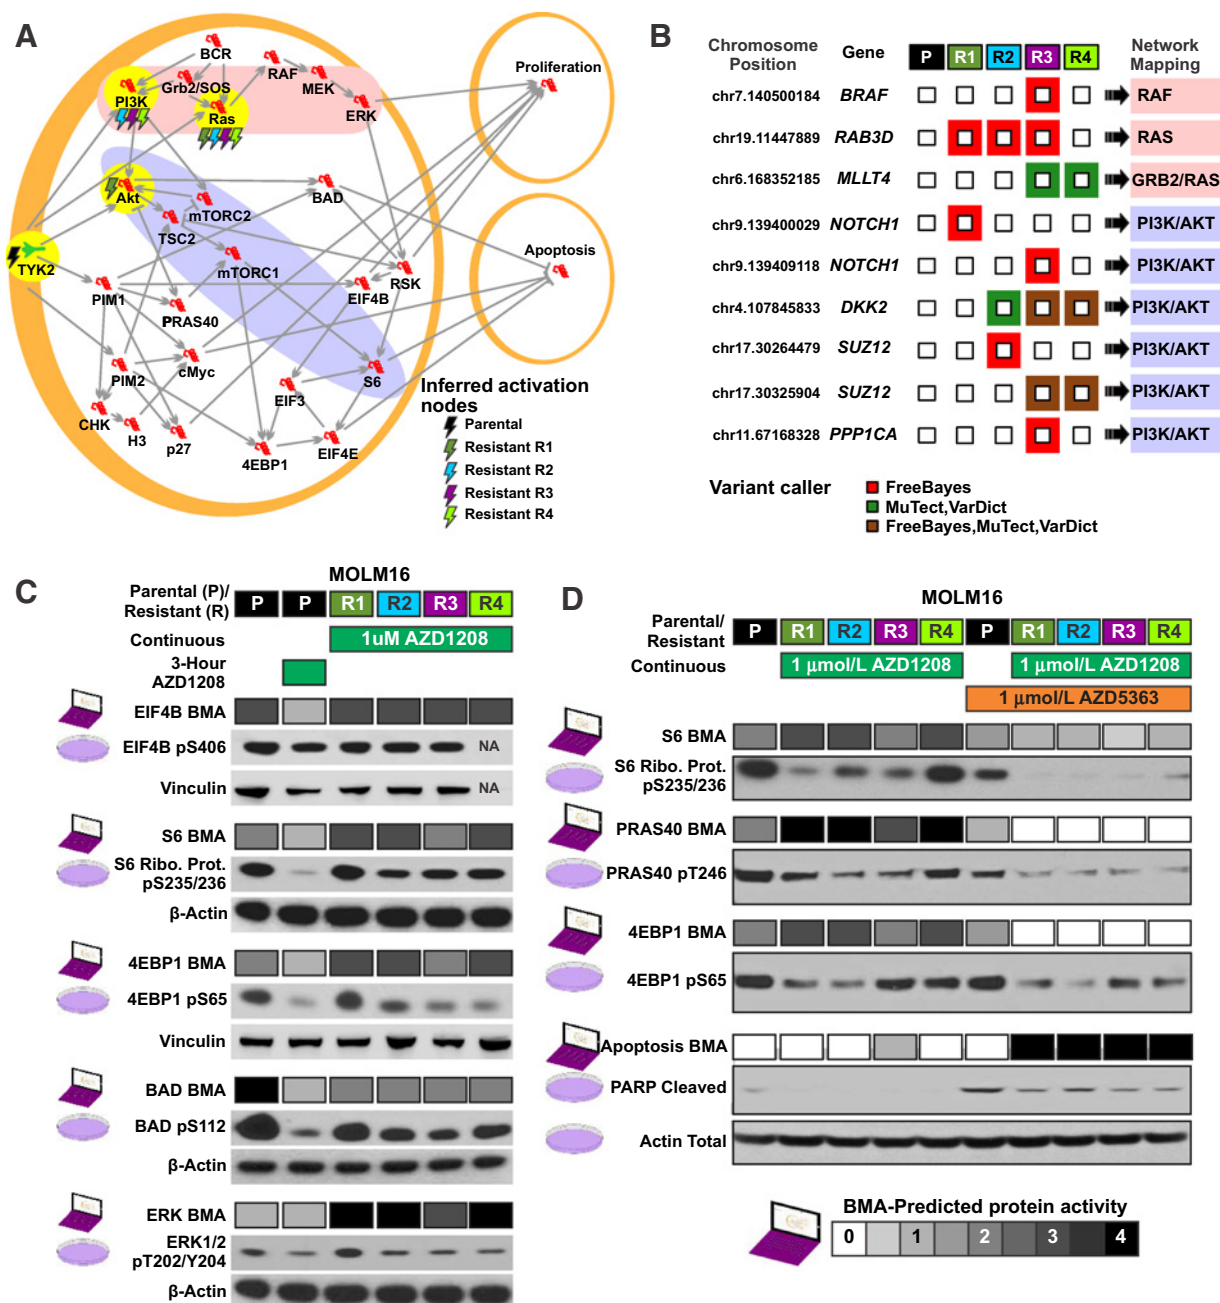 A
BCR
RAF
Grb2/SOS
MEK
PI3K
Ras
ERK
Proliferation
Akt
mTORC2
BAD
TSC2
TYK2
mTORC1
Apoptosis
RSK
PIM1
EIF4B
PRAS40
cMyc
PIM2
S6
EIF3
CHK
H3
p27
4EBP1
EIF4E
Inferred activation
nodes
Parental
Resistant R1
Resistant R2
Resistant R3
Resistant R4
B
Chromosome
Position
Gene
P
R1
R2
R3
R4
Network
Mapping
chr7.140500184 BRAF RAF
chr19.11447889 RAB3D RAS
chr6.168352185 MLLT4 GRB2/RAS
chr9.139400029 NOTCH1 PI3K/AKT
chr9.139409118 NOTCH1 PI3K/AKT
chr4.107845833 DKK2 PI3K/AKT
chr17.30264479 SUZ12 PI3K/AKT
chr17.30325904 SUZ12 PI3K/AKT
chr11.67168328 PPP1CA PI3K/AKT
Variant caller
FreeBayes
MuTect,VarDict
FreeBayes,MuTect,VarDict
C
MOLM16
Parental (P)/
Resistant (R)
P P R1 R2 R3 R4
Continuous
1uM AZD1208
3-Hour
AZD1208
EIF4B BMA
EIF4B pS406
NA
Vinculin
NA
S6 BMA
S6 Ribo. Prot.
pS235/236
β-Actin
4EBP1 BMA
4EBP1 pS65
Vinculin
BAD BMA
BAD pS112
β-Actin
ERK BMA
ERK1/2
pT202/Y204
β-Actin
D
MOLM16
Parental/
Resistant
P R1 R2 R3 R4 P R1 R2 R3 R4
Continuous
1 μmol/L AZD1208
1 μmol/L AZD1208
1 μmol/L AZD5363
S6 BMA
S6 Ribo. Prot.
pS235/236
PRAS40 BMA
PRAS40 pT246
4EBP1 BMA
4EBP1 pS65
Apoptosis BMA
PARP Cleaved
Actin Total
BMA-Predicted protein activity
0 1 2 3 4